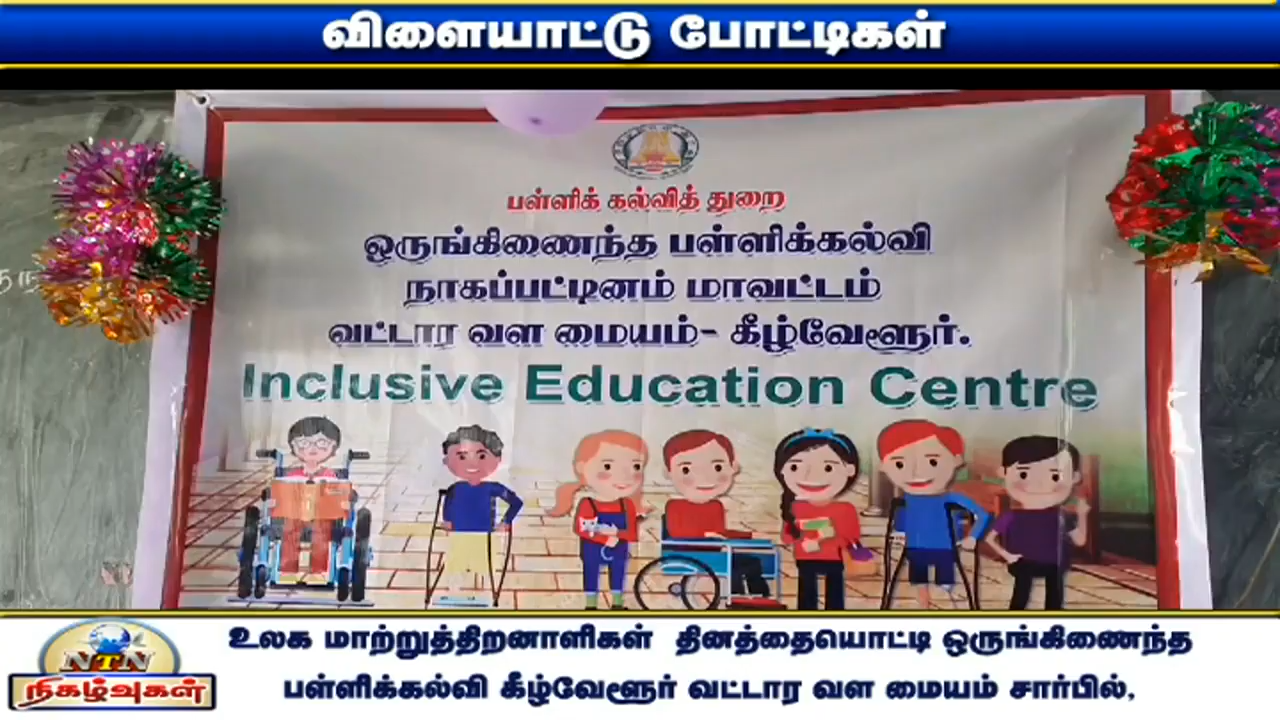 விளையாட்டு போட்டிகள்
பள்ளிக் கல்வித் துறை
ஒருங்கிணைந்த பள்ளிக்கல்வி
நாகப்பட்டினம் மாவட்டம்
வட்டார வள மையம்- கீழ்வேளூர்.
Inclusive Education Centre
NTN
நிகழ்வுகள்
உலக மாற்றுத்திறனாளிகள் தினத்தையொட்டி ஒருங்கிணைந்த
பள்ளிக்கல்வி கீழ்வேளூர் வட்டார வள மையம் சார்பில்,